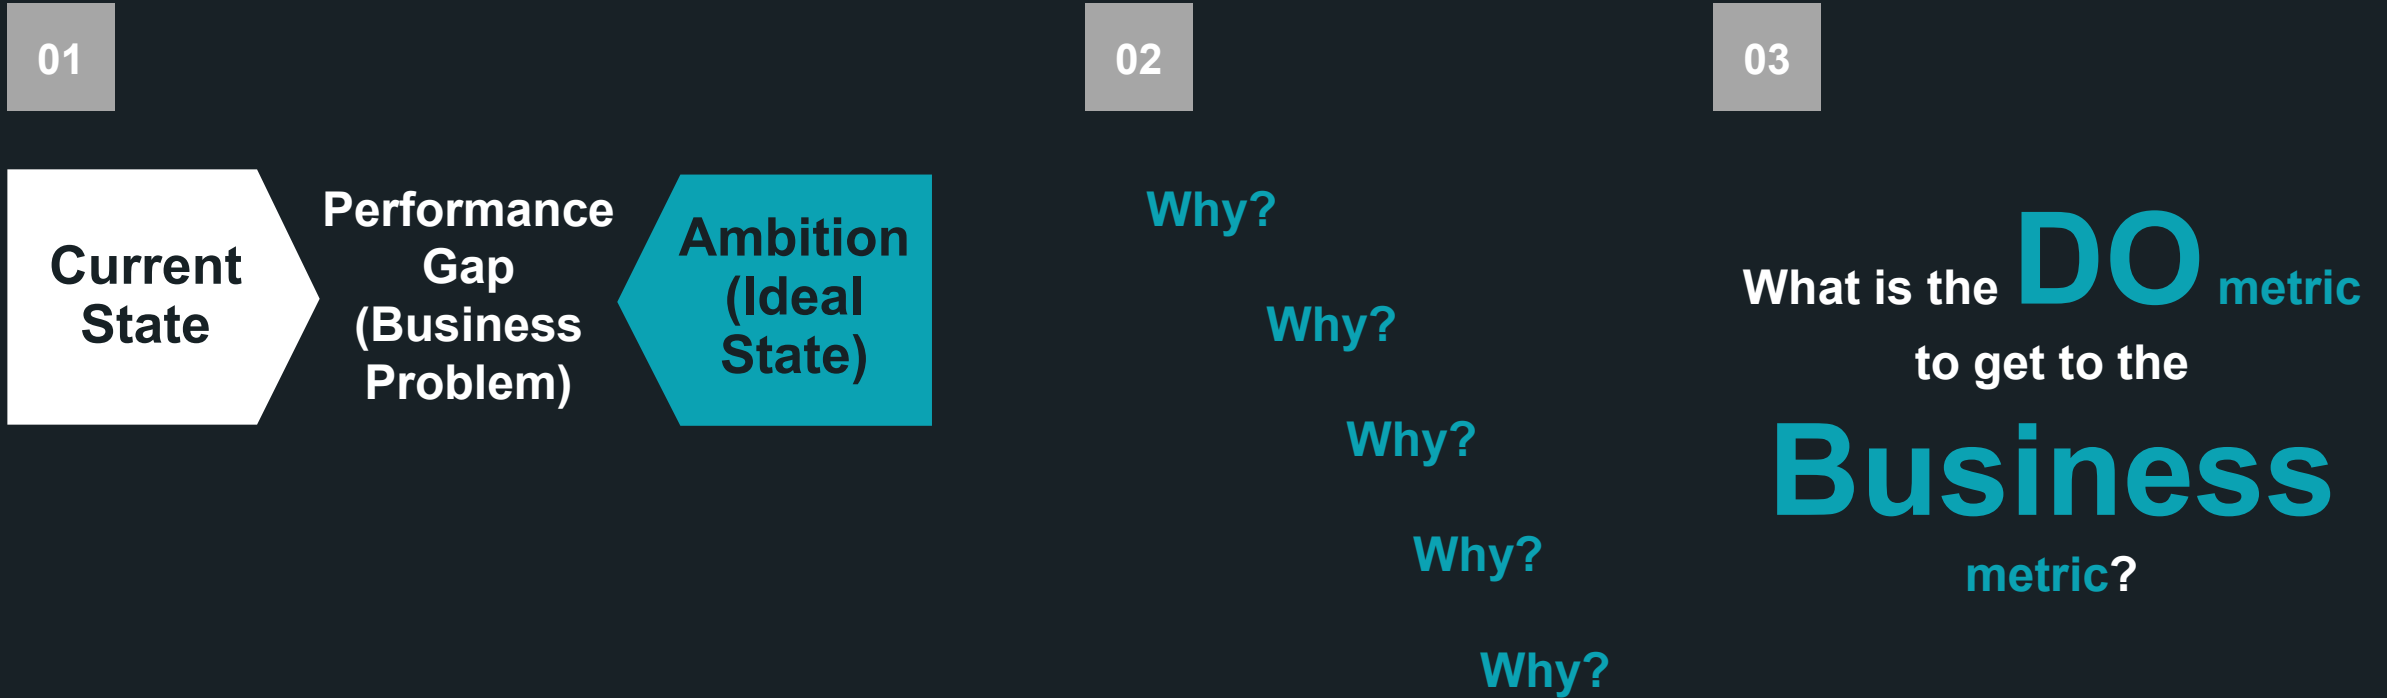 01
Current
State
Performance
Gap
(Business
Problem)
Ambition
(Ideal
State)
02
Why?
Why?
Why?
Why?
Why?
03
What is the DO metric
to get to the
Business
metric?